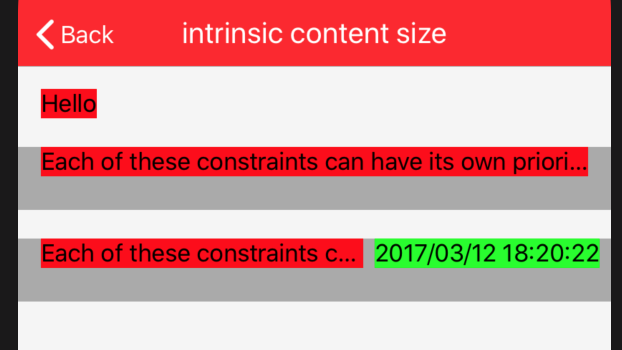 Back intrinsic content size
Hello
Each of these constraints can have its own priori...
Each of these constraints c... 2017/03/12 18:20:22